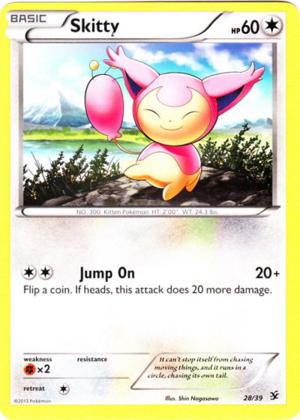 BASIC
Skitty
HP60
NO. 300 Kitten Pokémon HT: 2'00" WT: 24.3 lbs.
Jump On 20+
Flip a coin. If heads, this attack does 20 more damage.
weakness resistance
×2
It can't stop itself from chasing
moving things, and it runs in a
circle, chasing its own tail.
retreat
Illus. Shin Nagasawa
28/39
©2015 Pokémon